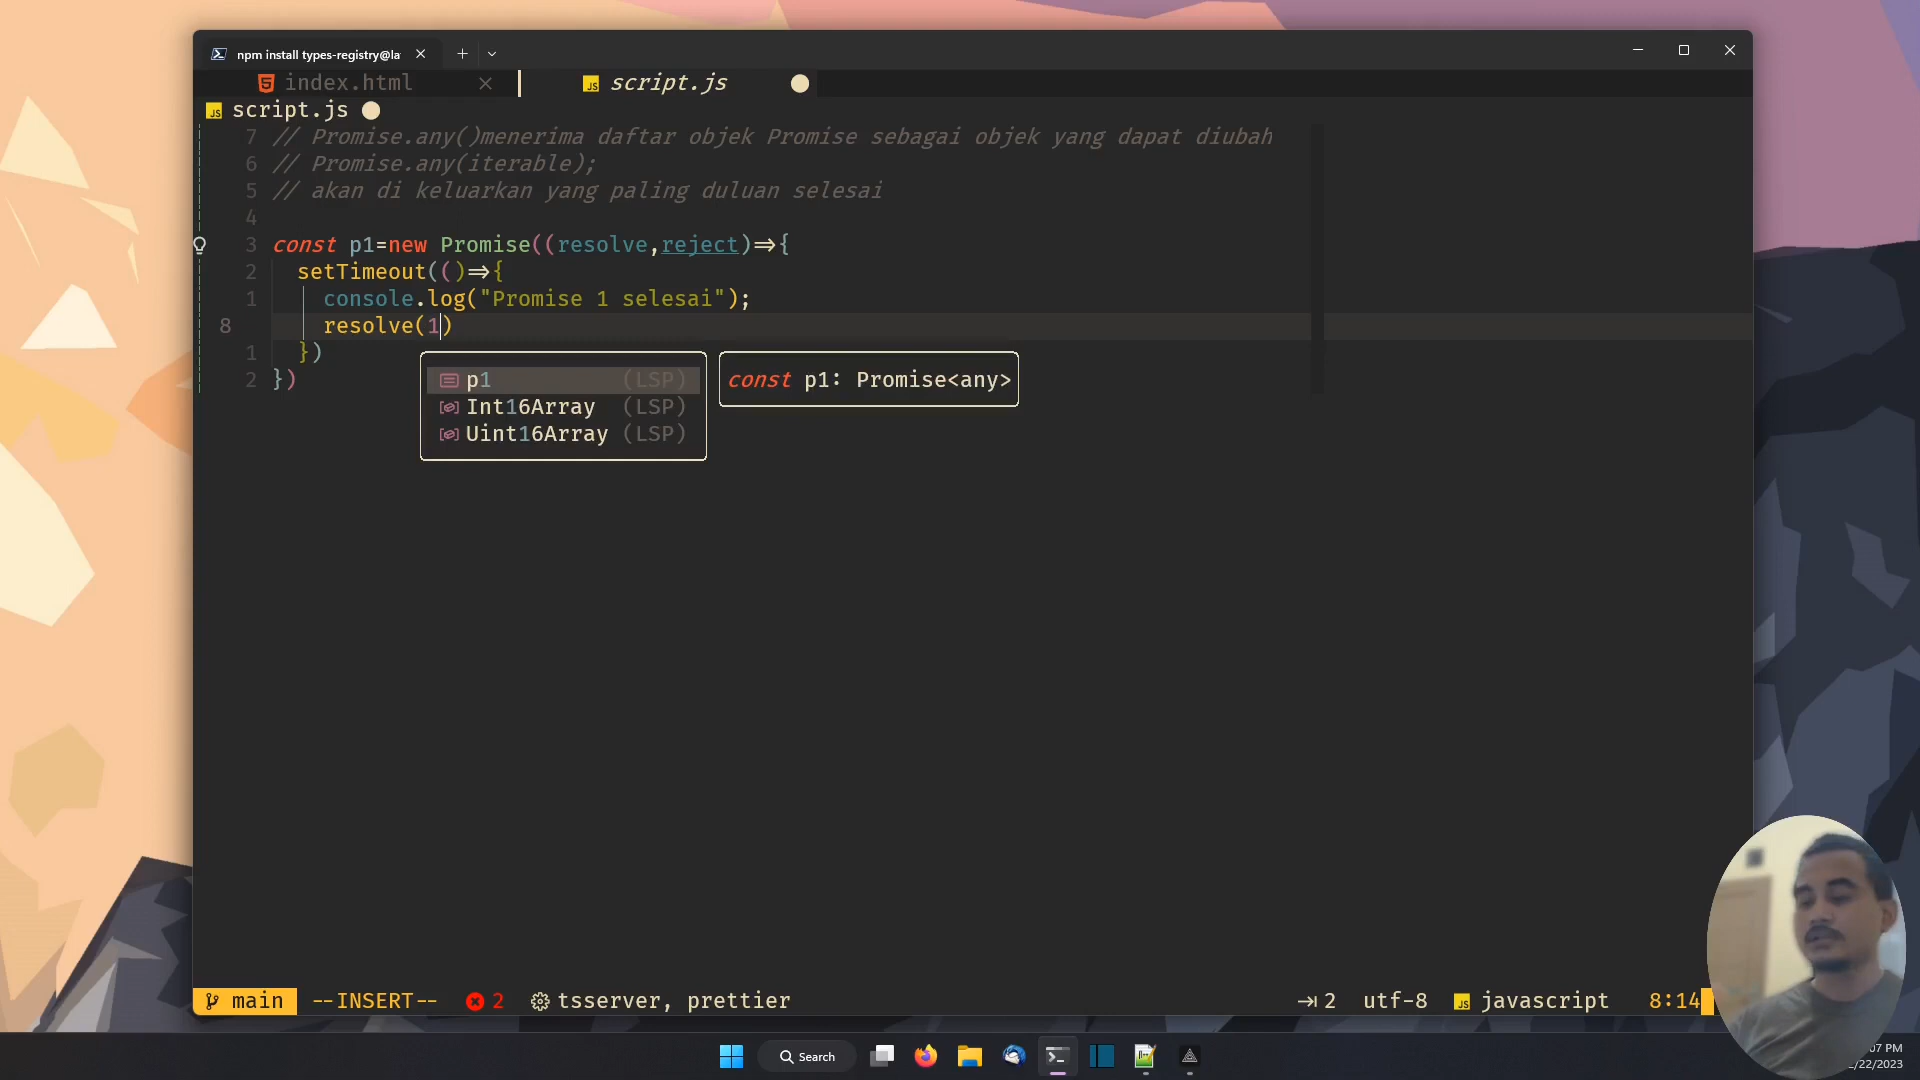 npm install types-registry@la
index.html
script.js
script.js
7 // Promise.any()menerima daftar objek Promise sebagai objek yang dapat diubah
6 // Promise.any(iterable);
5 // akan di keluarkan yang paling duluan selesai
4
3 const p1=new Promise((resolve,reject)=>{
2 setTimeout(()=>{
1 console.log("Promise 1 selesai");
8 resolve(1)
1 })
2 })
p1 (LSP)
Int16Array (LSP)
Uint16Array (LSP)
const p1: Promise<any>
main --INSERT-- 2 tsserver, prettier 2 utf-8 javascript 8:14
Search
07 PM
/22/2023